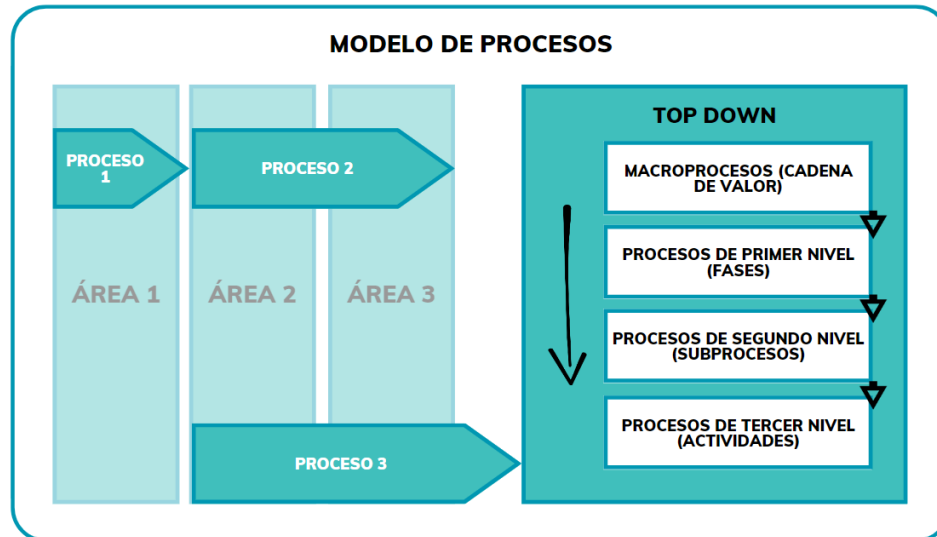 MODELO DE PROCESOS
PROCESO
1
PROCESO 2
ÁREA 1
ÁREA 2
ÁREA 3
PROCESO 3
TOP DOWN
MACROPROCESOS (CADENA
DE VALOR)
PROCESOS DE PRIMER NIVEL
(FASES)
PROCESOS DE SEGUNDO NIVEL
(SUBPROCESOS)
PROCESOS DE TERCER NIVEL
(ACTIVIDADES)